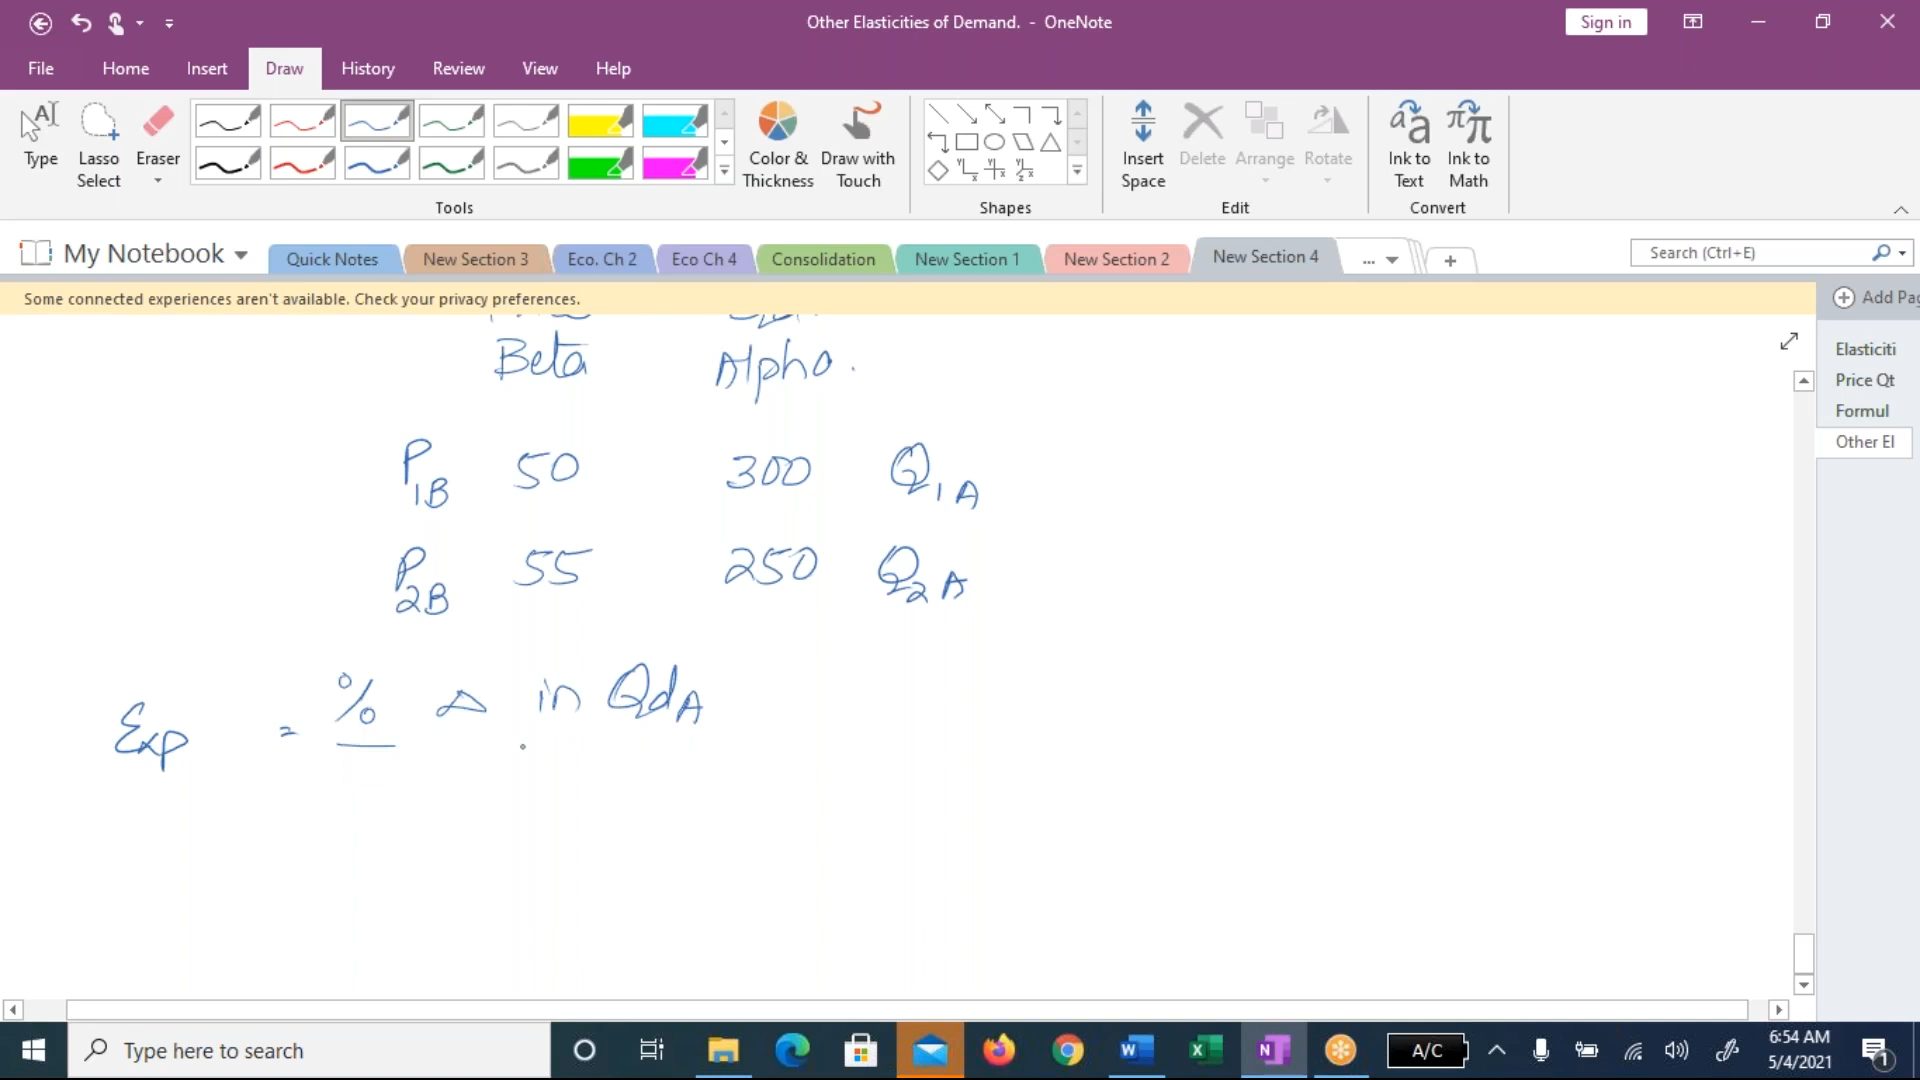 Other Elasticities of Demand. - OneNote
Sign in
File Home Insert Draw History Review View Help
Type
Lasso Select
Eraser
Color & Thickness
Draw with Touch
Insert Space
Delete
Arrange
Rotate
Ink to Text
Ink to Math
Tools Shapes Edit Convert
My Notebook Quick Notes New Section 3 Eco. Ch 2 Eco Ch 4 Consolidation New Section 1 New Section 2 New Section 4 ... + Search (Ctrl+E)
Some connected experiences aren't available. Check your privacy preferences.
Add Pag
Elasticiti
Price Qt
Formul
Other El
Beta Alpha.
P1B 50 300 Q1A
P2B 55 250 Q2A
Exp = % Δ in QdA
Type here to search
A/C
6:54 AM
5/4/2021
1